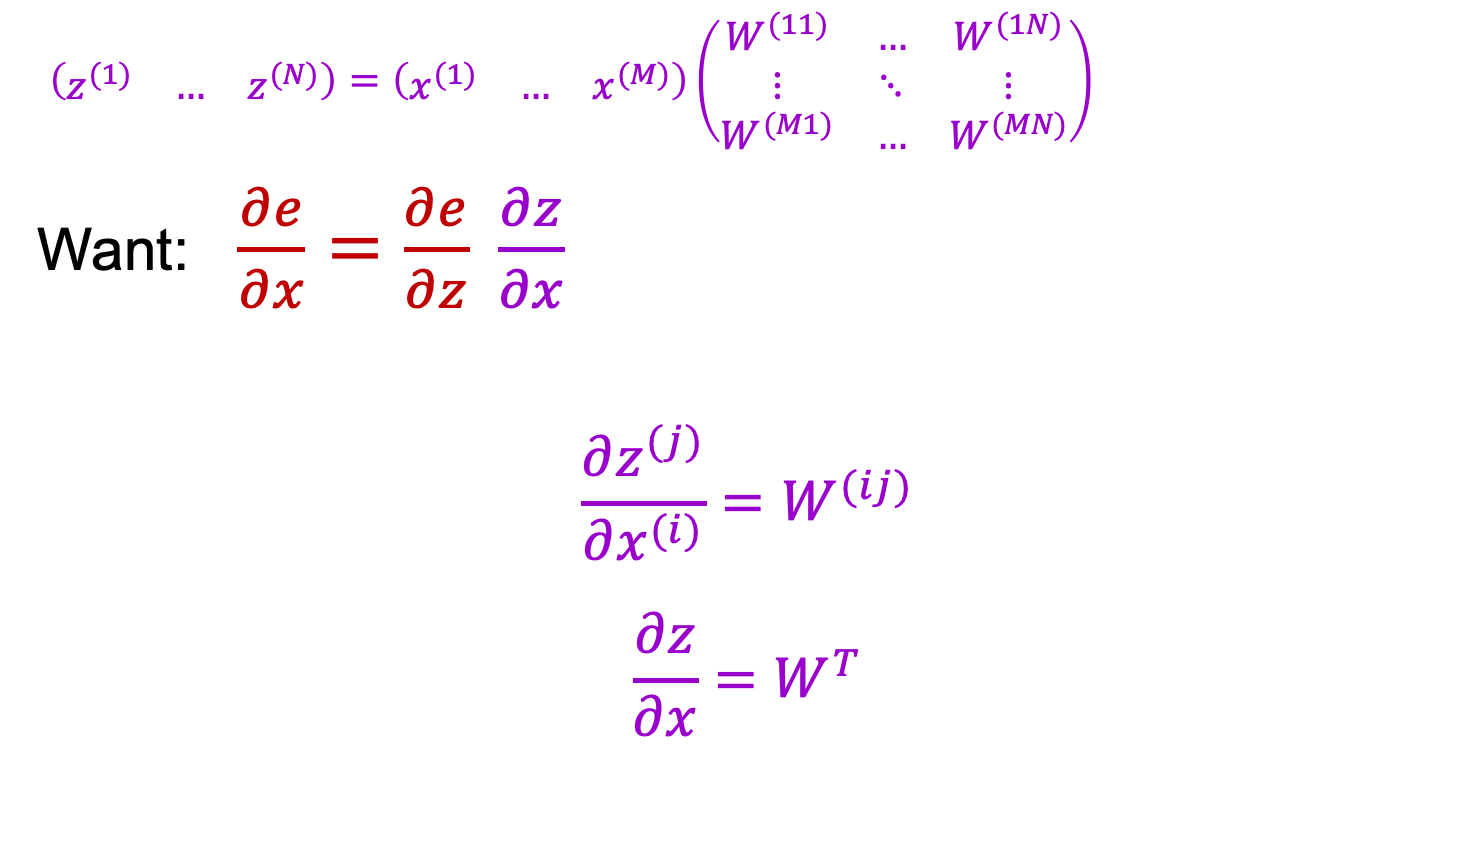 (z^(1) … z^(N)) = (x^(1) … x^(M)) (W^(11) … W^(1N) ⋮ ⋱ ⋮ W^(M1) … W^(MN))
Want: ∂e/∂x = ∂e/∂z ∂z/∂x
∂z^(j)/∂x^(i) = W^(ij)
∂z/∂x = W^T